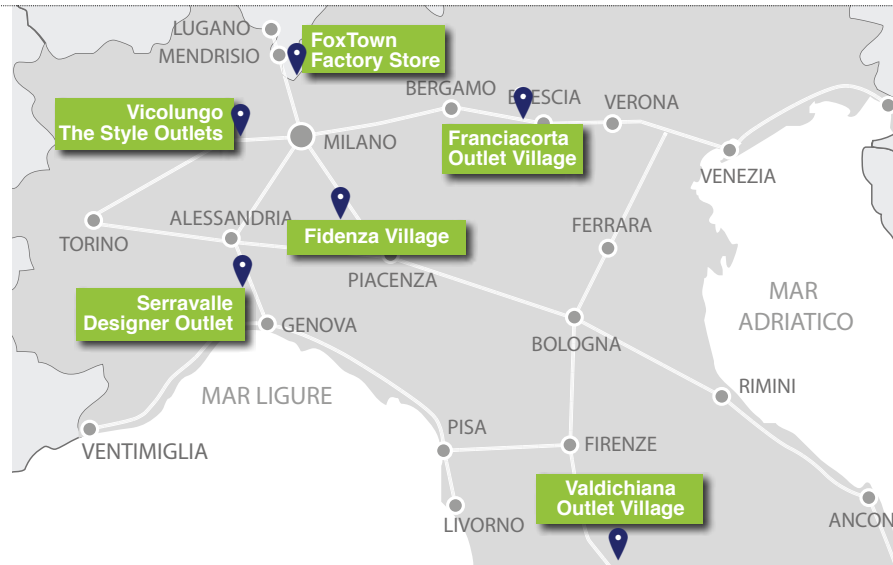 LUGANO
MENDRISIO
FoxTown
Factory Store
BERGAMO
BRESCIA
VERONA
Vicolungo
The Style Outlets
MILANO
Franciacorta
Outlet Village
VENEZIA
ALESSANDRIA
TORINO
Fidenza Village
FERRARA
PIACENZA
MAR
ADRIATICO
Serravalle
Designer Outlet
GENOVA
BOLOGNA
MAR LIGURE
RIMINI
PISA
FIRENZE
VENTIMIGLIA
Valdichiana
Outlet Village
LIVORNO
ANCON